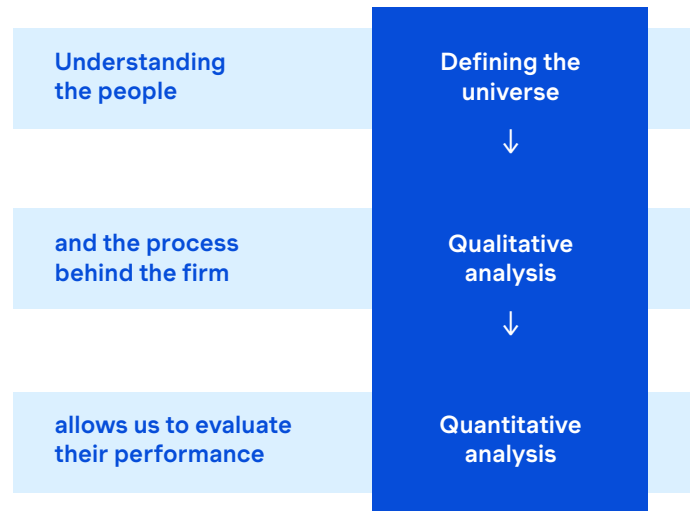 Understanding
the people
Defining the
universe
↓
and the process
behind the firm
Qualitative
analysis
↓
allows us to evaluate
their performance
Quantitative
analysis